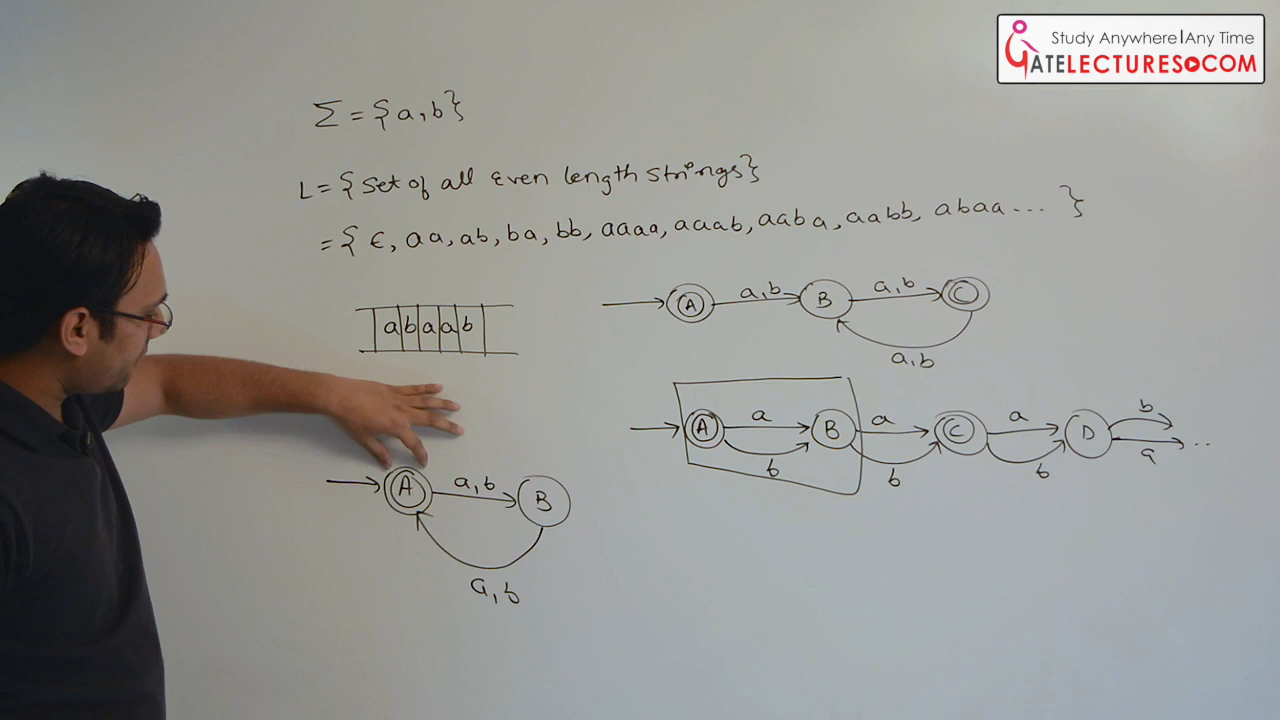 Study Anywhere | Any Time
GATELECTURES.COM
Σ = {a, b}
L = {Set of all Even length Strings}
= {ϵ, aa, ab, ba, bb, aaaa, aaab, aaba, aabb, abaa ... }
A a,b B a,b C
a,b
a b a a b
A a B a C a D b
b b b a ...
A a,b B
a,b